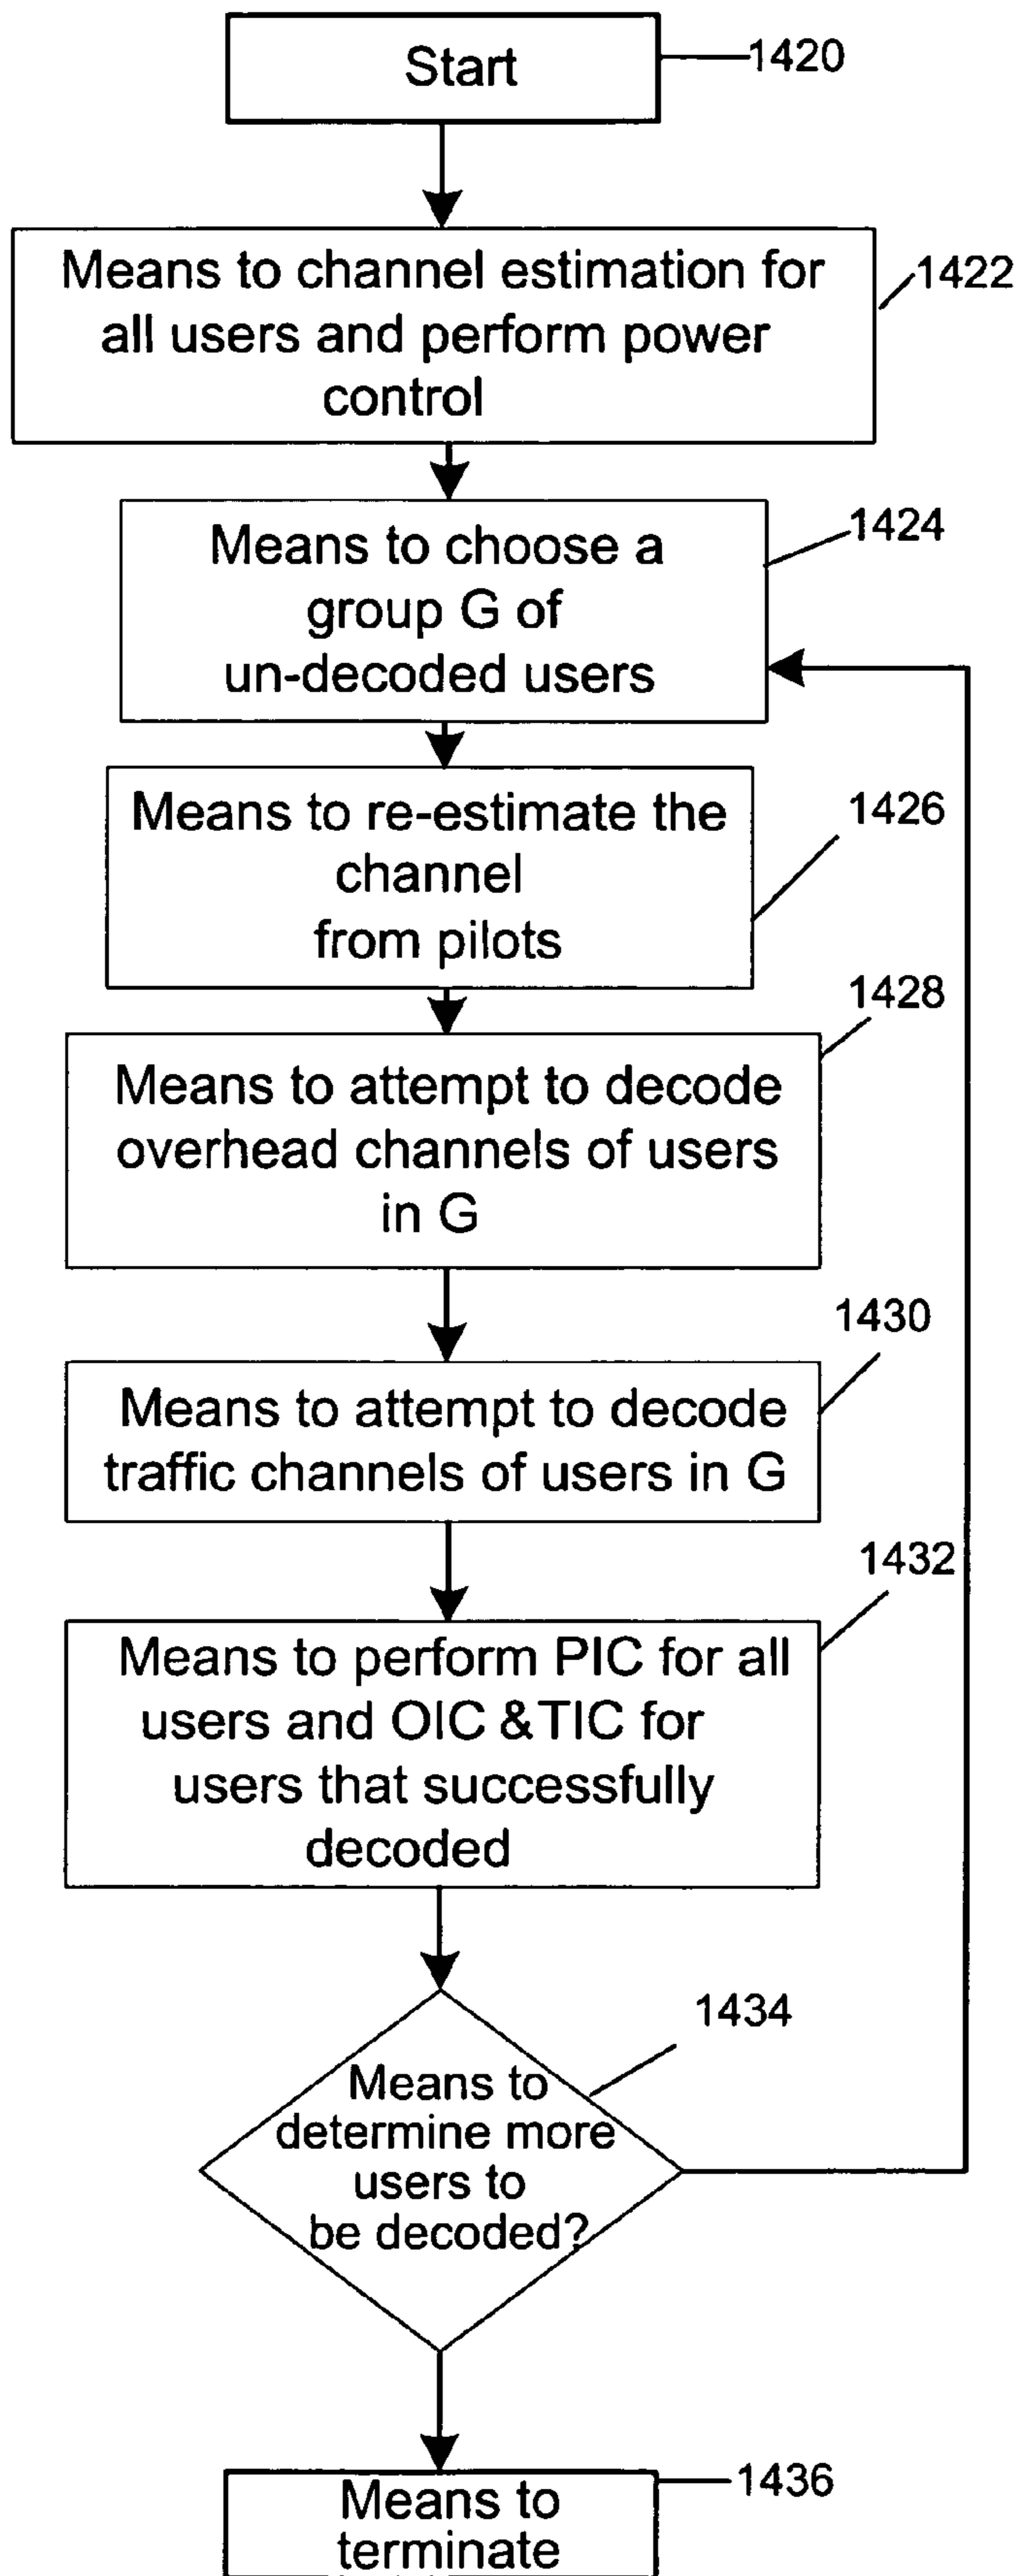 Start
1420
Means to channel estimation for
all users and perform power
control
1422
Means to choose a
group G of
un-decoded users
1424
Means to re-estimate the
channel
from pilots
1426
Means to attempt to decode
overhead channels of users
in G
1428
Means to attempt to decode
traffic channels of users in G
1430
Means to perform PIC for all
users and OIC &TIC for
users that successfully
decoded
1432
Means to
determine more
users to
be decoded?
1434
Means to
terminate
1436